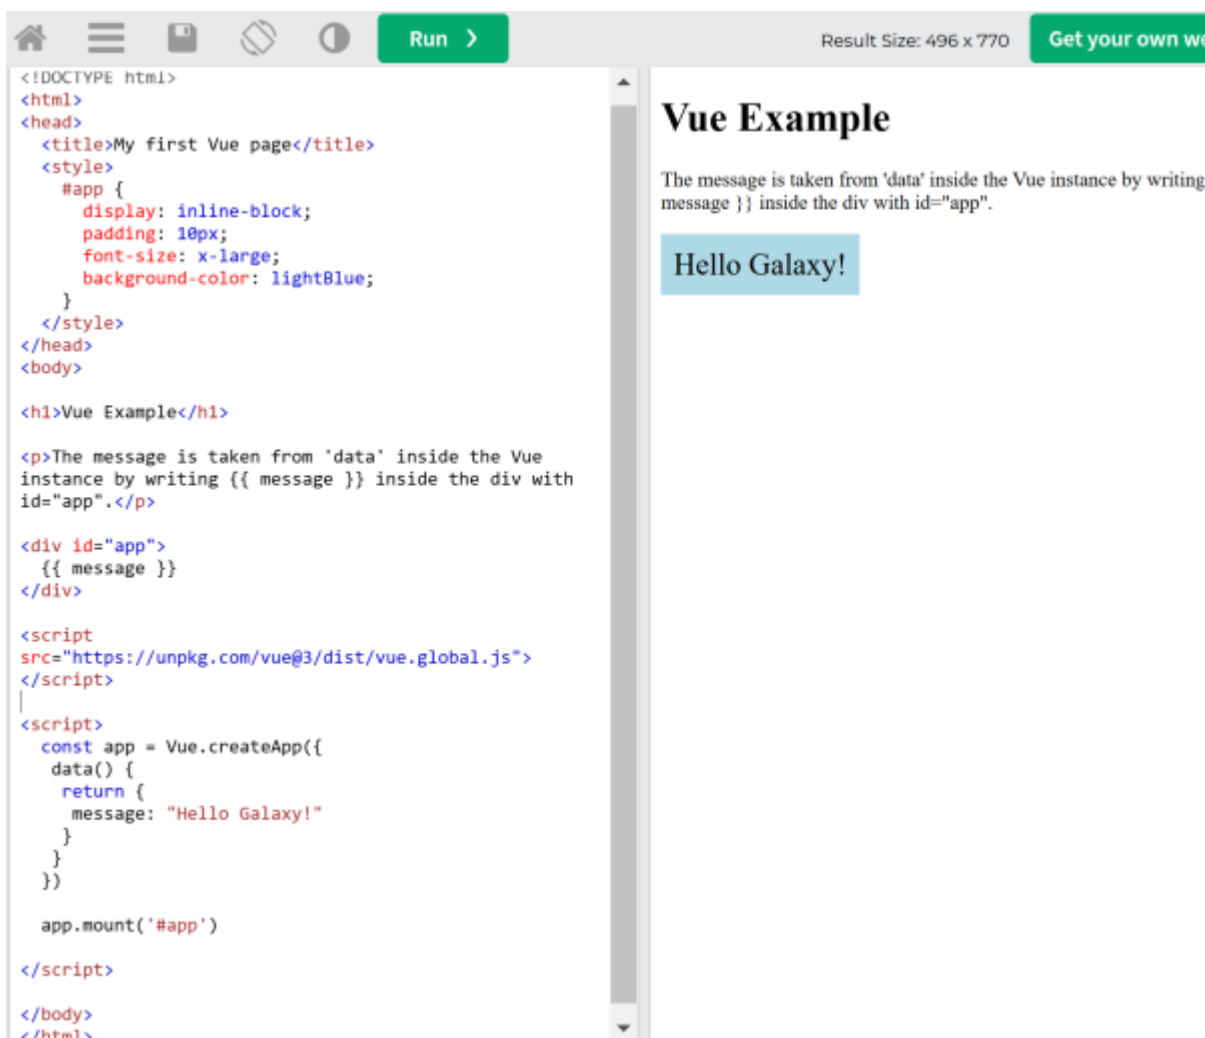 Run ❯
Result Size: 496 x 770
Get your own we
<!DOCTYPE html>
<html>
<head>
  <title>My first Vue page</title>
  <style>
    #app {
      display: inline-block;
      padding: 10px;
      font-size: x-large;
      background-color: lightBlue;
    }
  </style>
</head>
<body>
<h1>Vue Example</h1>
<p>The message is taken from 'data' inside the Vue
instance by writing {{ message }} inside the div with
id="app".</p>
<div id="app">
  {{ message }}
</div>
<script
src="https://unpkg.com/vue@3/dist/vue.global.js">
</script>
<script>
  const app = Vue.createApp({
   data() {
    return {
     message: "Hello Galaxy!"
    }
   }
  })
  app.mount('#app')
</script>
</body>
</html>
Vue Example
The message is taken from 'data' inside the Vue instance by writing
message }} inside the div with id="app".
Hello Galaxy!